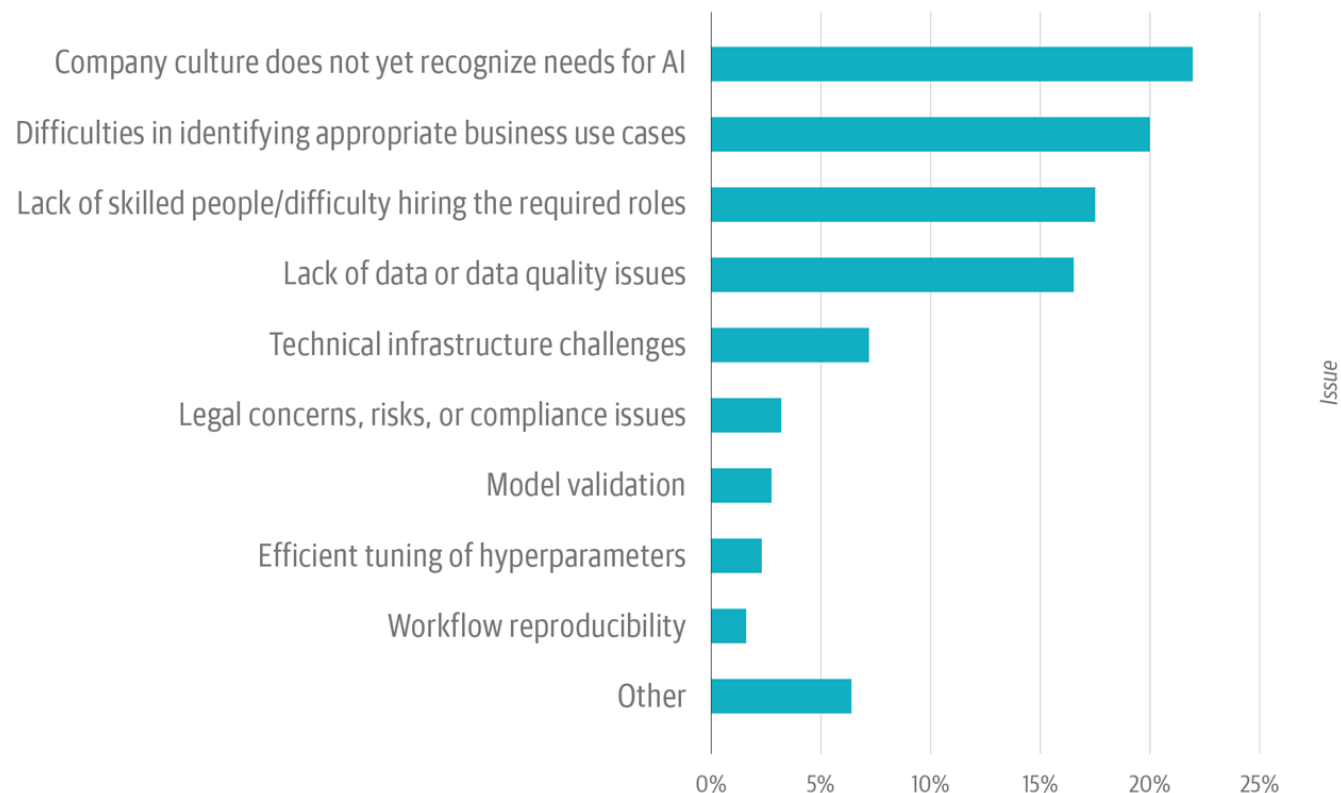 Company culture does not yet recognize needs for AI
Difficulties in identifying appropriate business use cases
Lack of skilled people/difficulty hiring the required roles
Lack of data or data quality issues
Technical infrastructure challenges
Legal concerns, risks, or compliance issues
Model validation
Efficient tuning of hyperparameters
Workflow reproducibility
Other
0% 5% 10% 15% 20% 25%
Issue